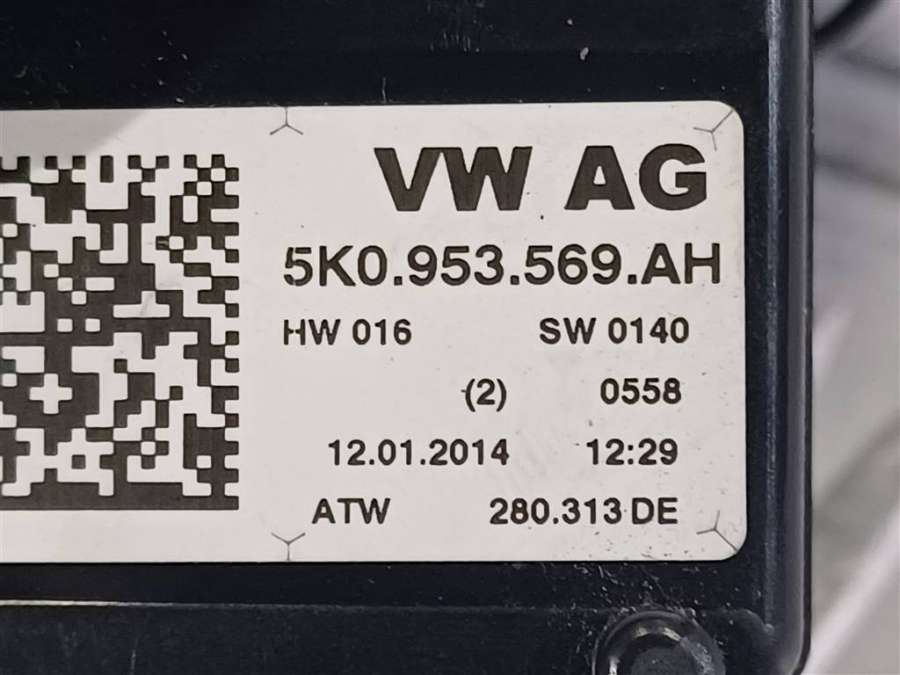 VW AG
5K0.953.569.AH
HW 016 SW 0140
(2) 0558
12.01.2014 12:29
ATW 280.313 DE